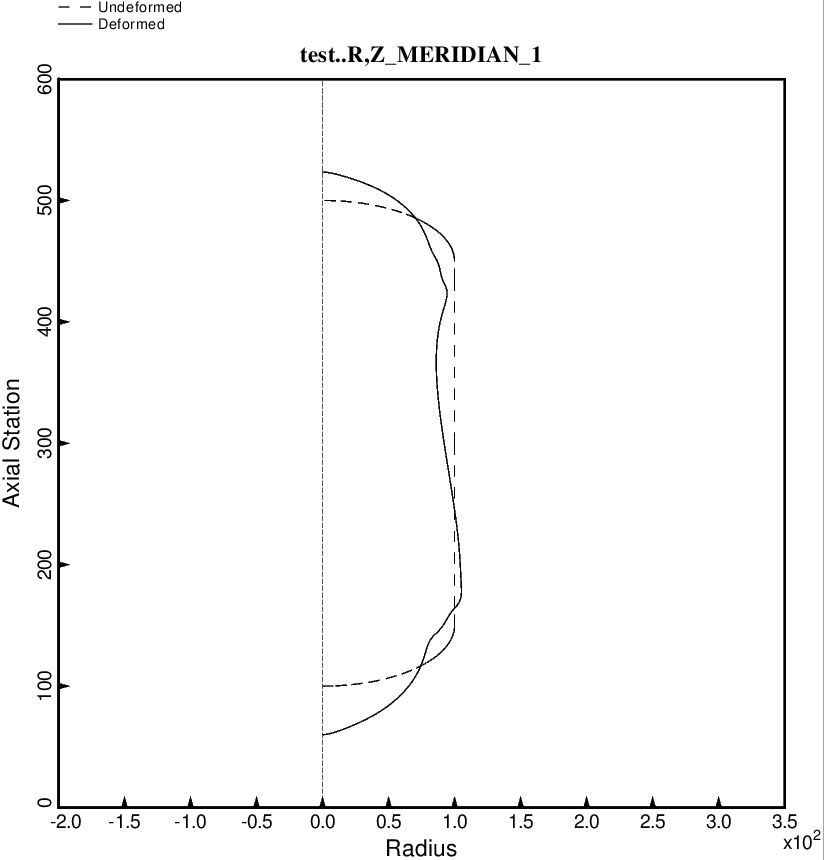 Undeformed
Deformed
test..R,Z_MERIDIAN_1
600
500
400
300
200
100
0
Axial Station
-2.0 -1.5 -1.0 -0.5 0.0 0.5 1.0 1.5 2.0 2.5 3.0 3.5
x10²
Radius